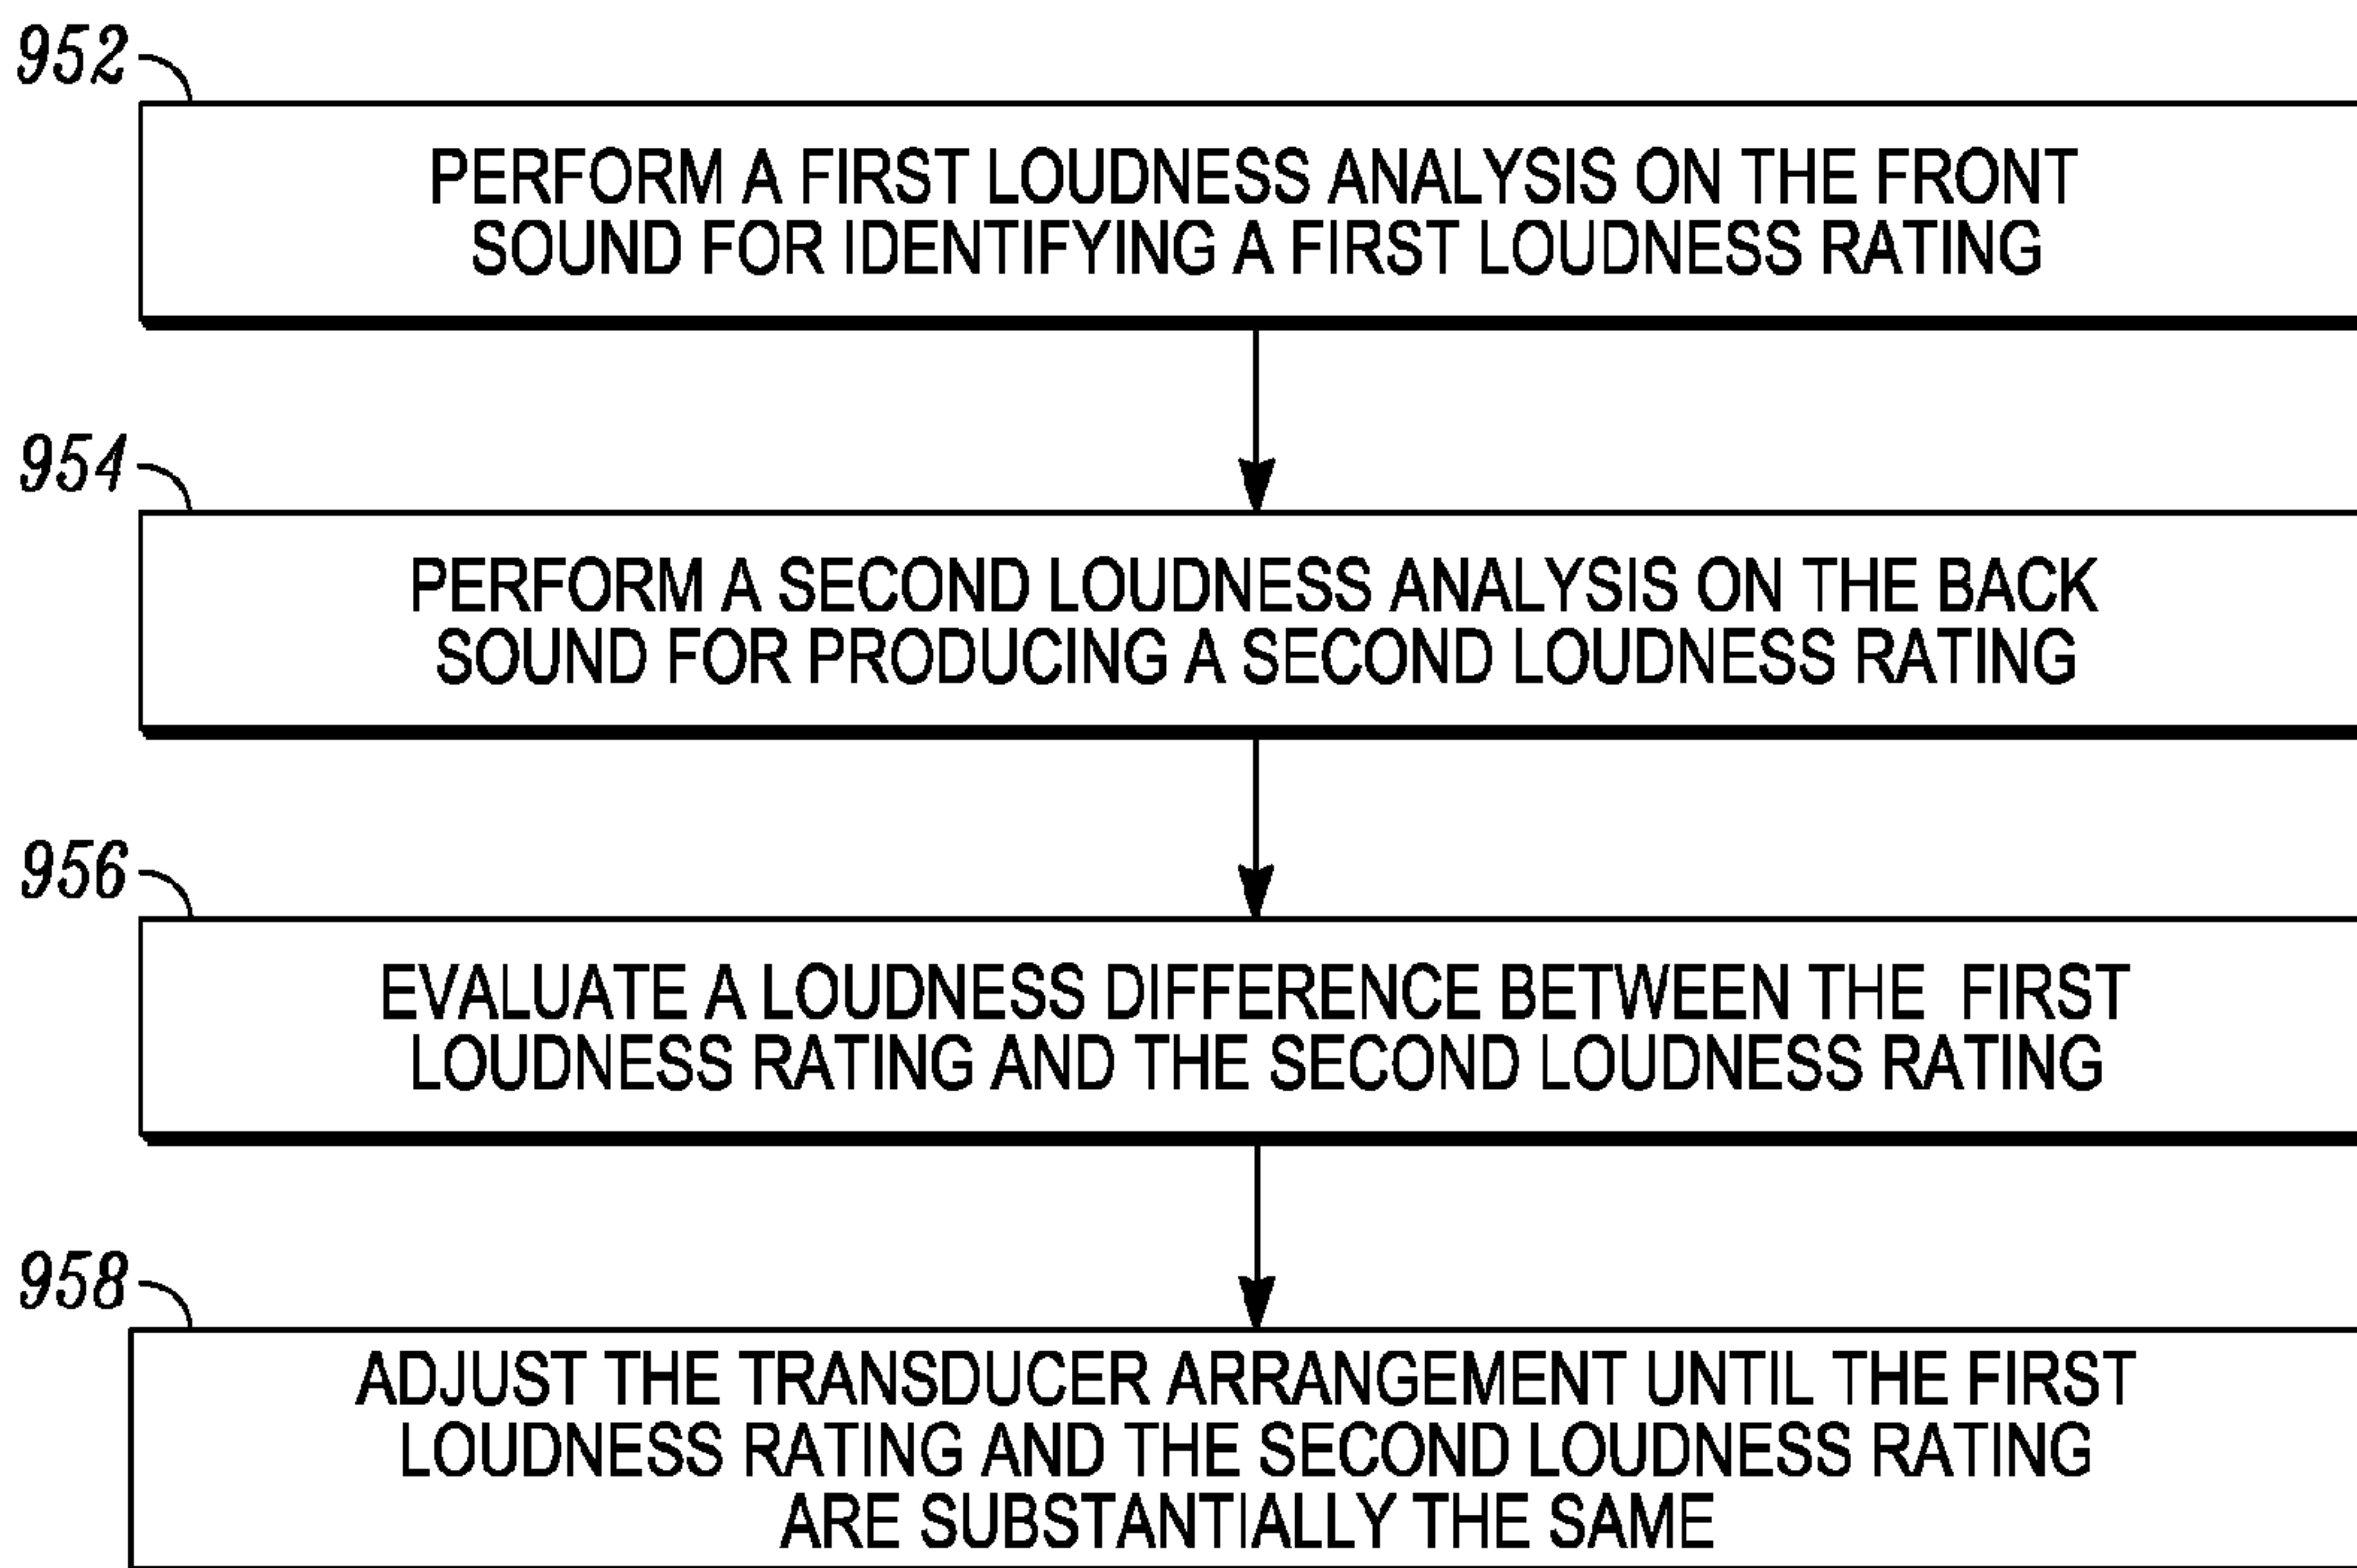 952
PERFORM A FIRST LOUDNESS ANALYSIS ON THE FRONT
SOUND FOR IDENTIFYING A FIRST LOUDNESS RATING
954
PERFORM A SECOND LOUDNESS ANALYSIS ON THE BACK
SOUND FOR PRODUCING A SECOND LOUDNESS RATING
956
EVALUATE A LOUDNESS DIFFERENCE BETWEEN THE FIRST
LOUDNESS RATING AND THE SECOND LOUDNESS RATING
958
ADJUST THE TRANSDUCER ARRANGEMENT UNTIL THE FIRST
LOUDNESS RATING AND THE SECOND LOUDNESS RATING
ARE SUBSTANTIALLY THE SAME